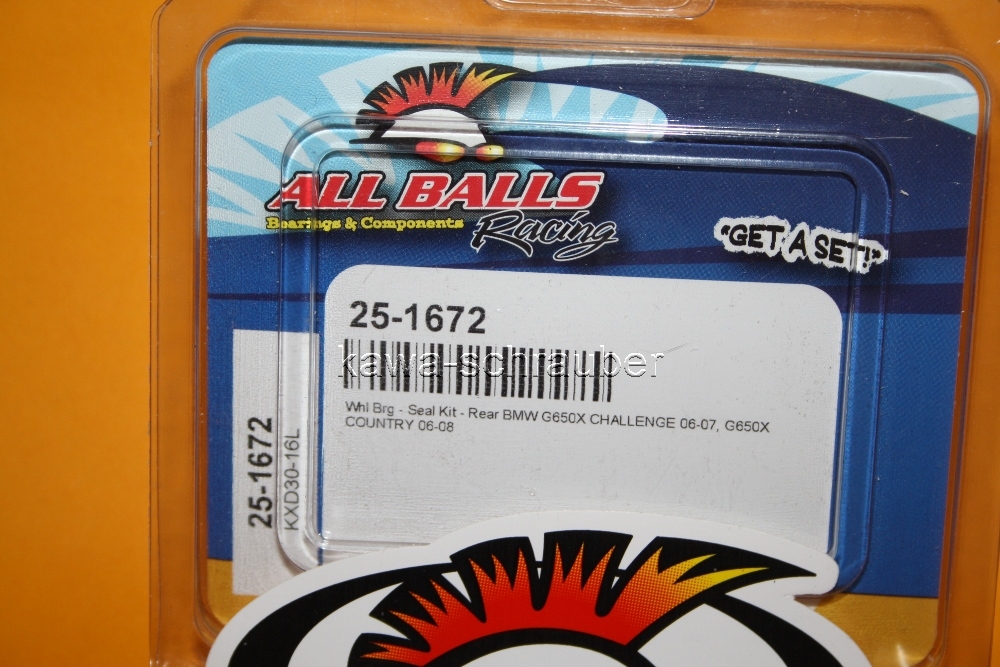 ALL BALLS
Bearings & Components
Racing
"GET A SET!"
25-1672
kawa-schrauber
Whl Brg - Seal Kit - Rear BMW G650X CHALLENGE 06-07, G650X
COUNTRY 06-08
25-1672
KXD30-16L